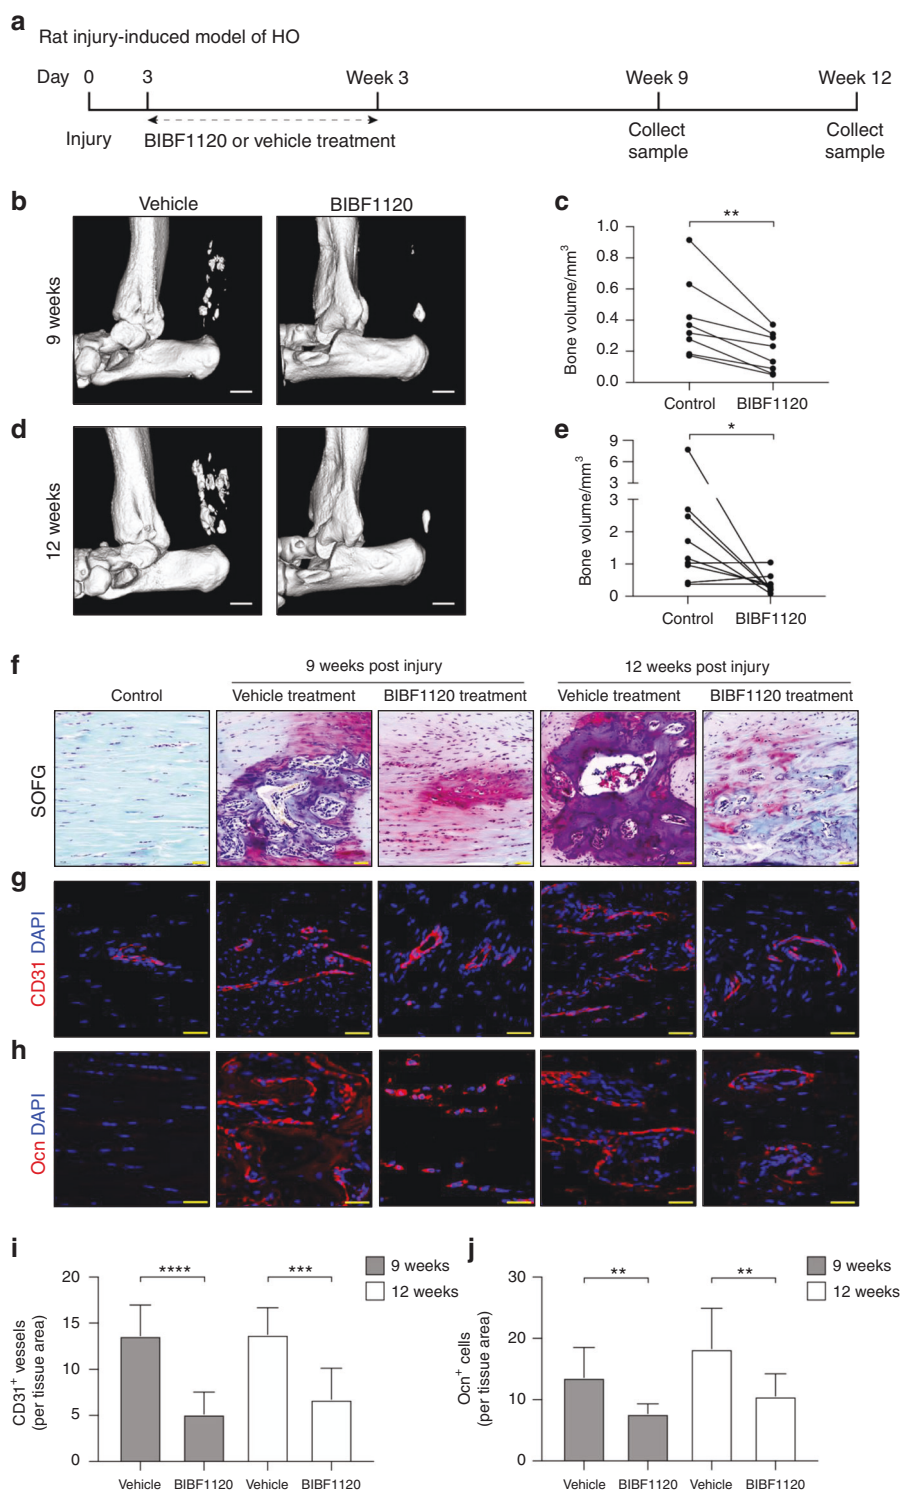 a
Rat injury-induced model of HO
Day 0 3 Week 3 Week 9 Week 12
Injury BIBF1120 or vehicle treatment Collect sample Collect sample
b
Vehicle BIBF1120
9 weeks
c
**
Bone volume/mm³
1.0
0.8
0.6
0.4
0.2
0.0
Control BIBF1120
d
12 weeks
e
*
Bone volume/mm³
9
6
3
3
2
1
0
Control BIBF1120
f
9 weeks post injury 12 weeks post injury
Control Vehicle treatment BIBF1120 treatment Vehicle treatment BIBF1120 treatment
SOFG
g
CD31 DAPI
h
Ocn DAPI
i
9 weeks
12 weeks
**** ***
CD31⁺ vessels
(per tissue area)
20
15
10
5
0
Vehicle BIBF1120 Vehicle BIBF1120
j
9 weeks
12 weeks
** **
Ocn⁺ cells
(per tissue area)
30
20
10
0
Vehicle BIBF1120 Vehicle BIBF1120